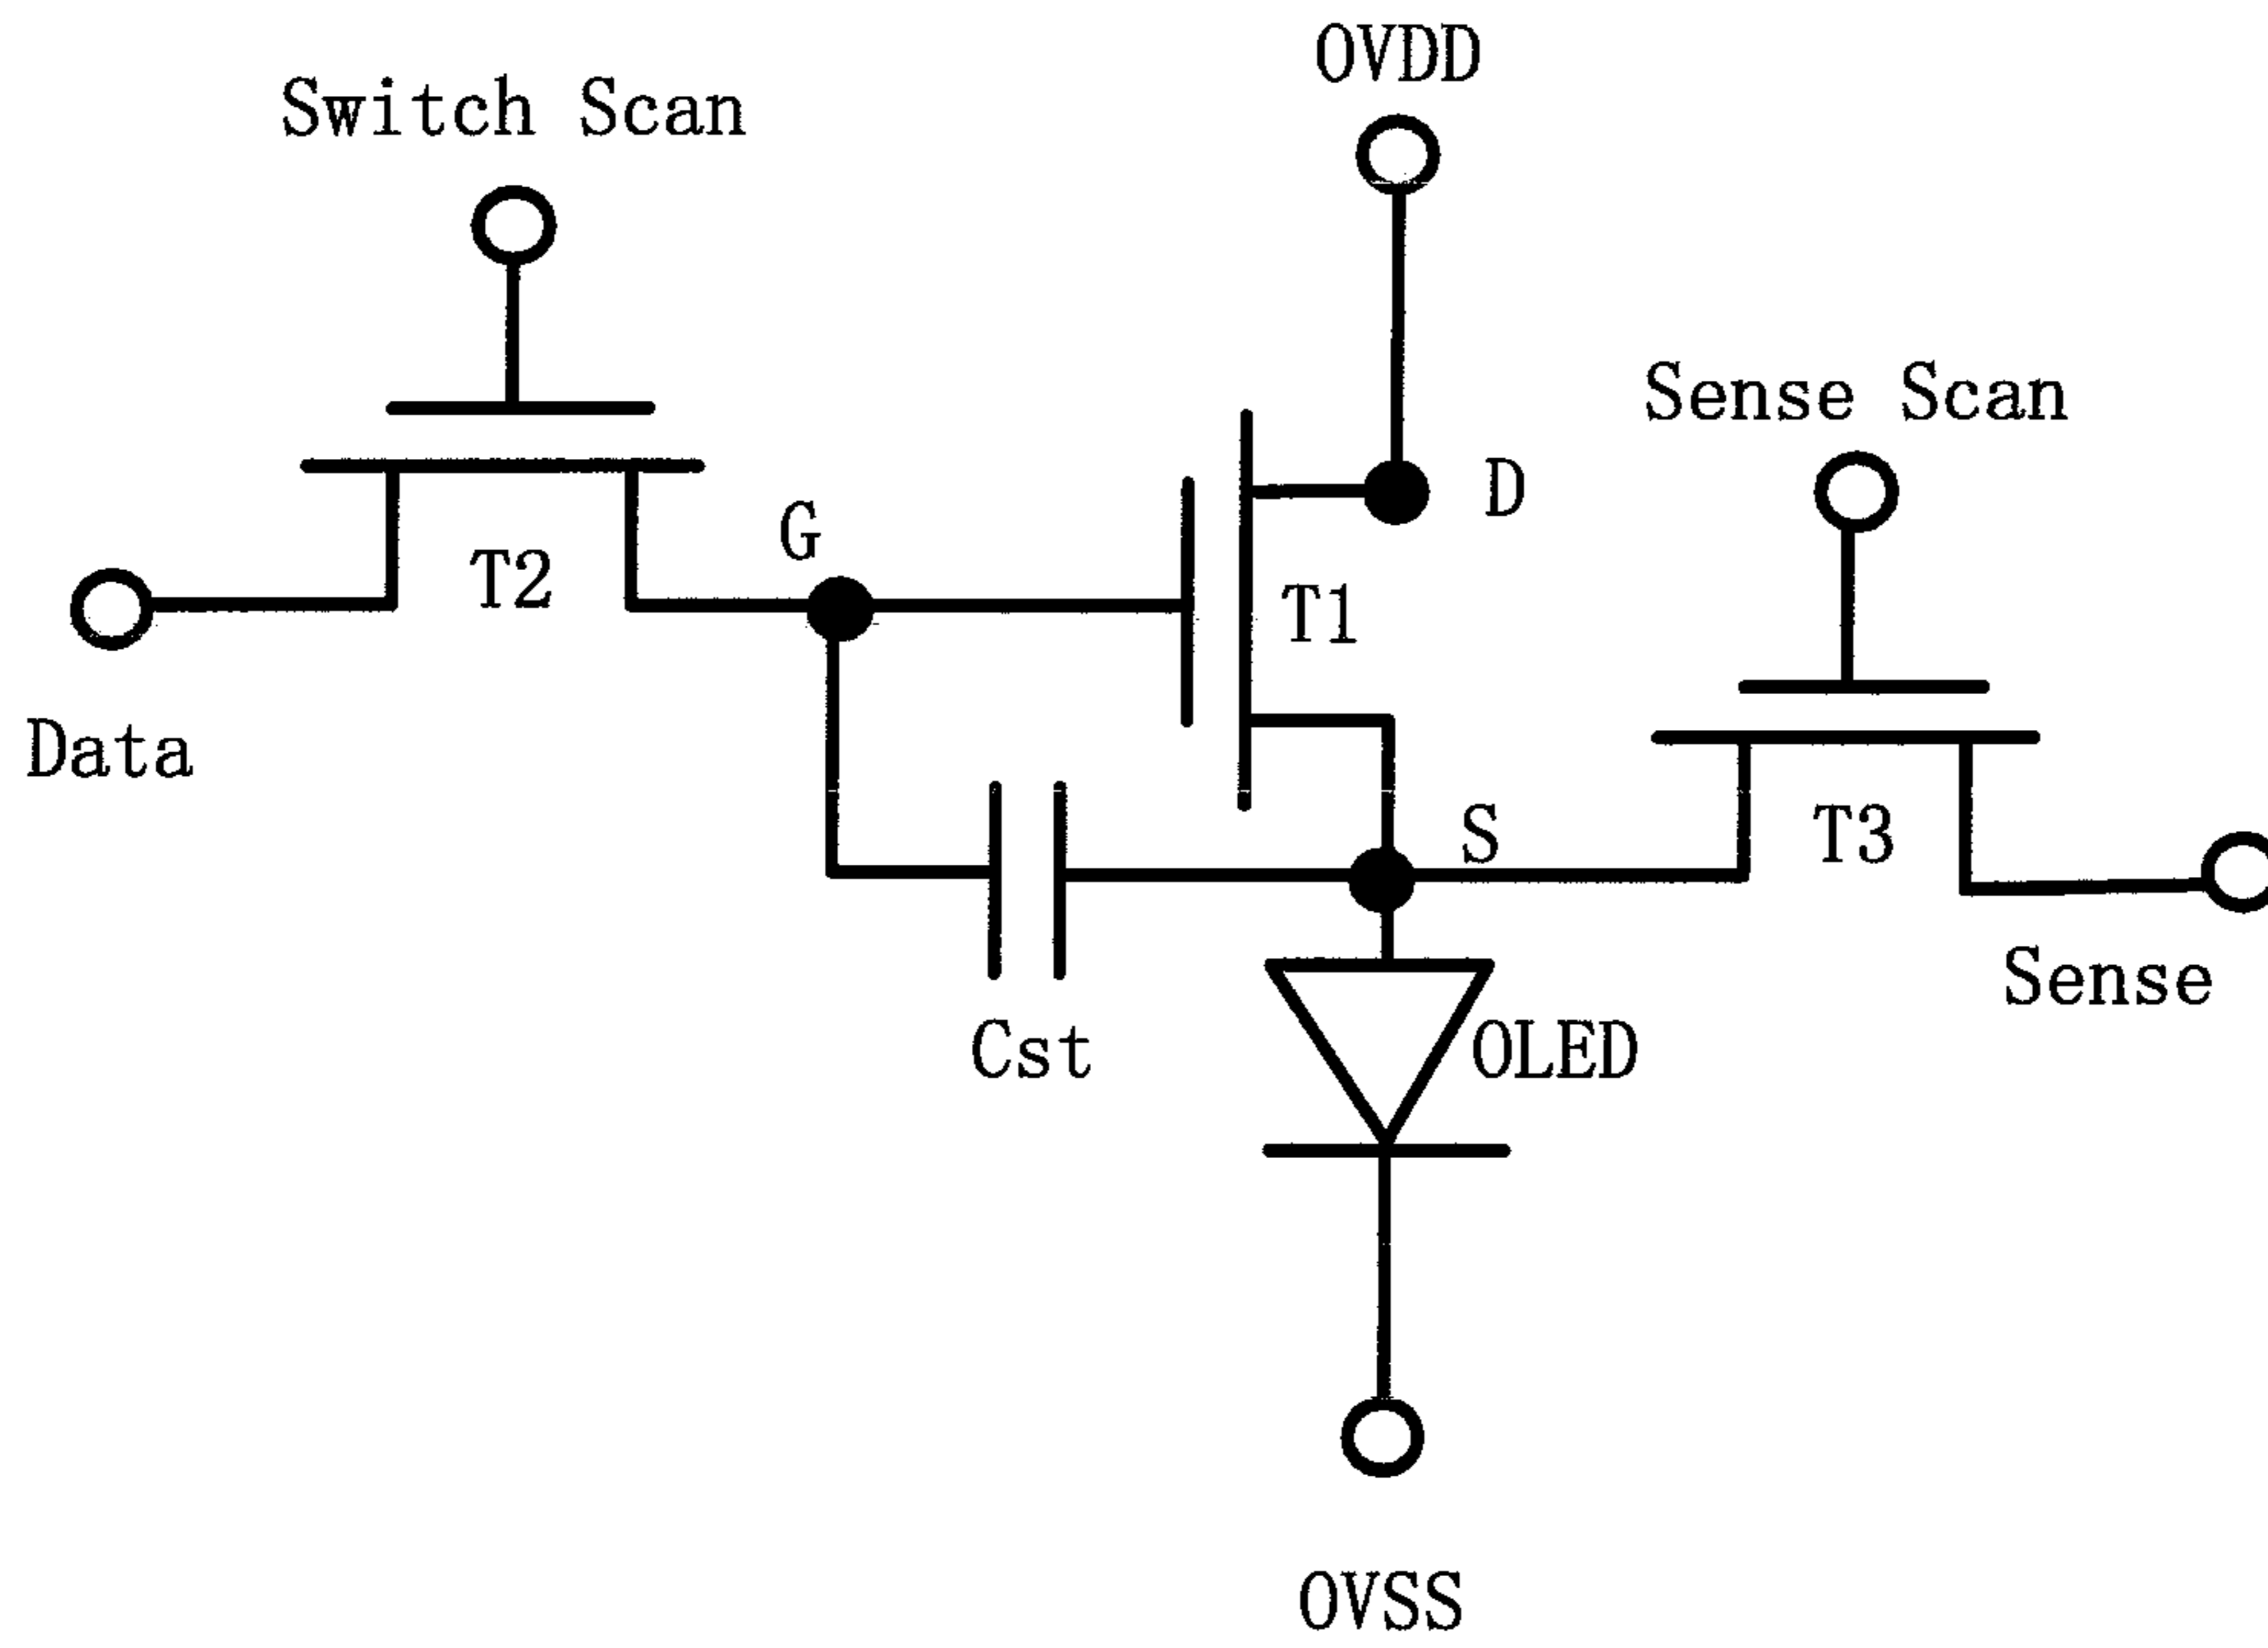 OVDD
Switch Scan
Sense Scan
D
G
T2
T1
Data
S
T3
Sense
Cst
OLED
OVSS